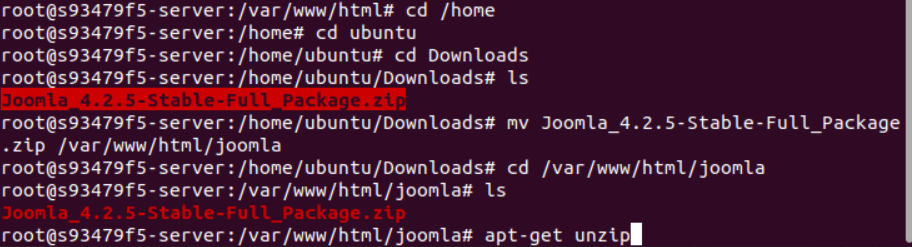 root@s93479f5-server:/var/www/html# cd /home
root@s93479f5-server:/home# cd ubuntu
root@s93479f5-server:/home/ubuntu# cd Downloads
root@s93479f5-server:/home/ubuntu/Downloads# ls
Joomla_4.2.5-Stable-Full_Package.zip
root@s93479f5-server:/home/ubuntu/Downloads# mv Joomla_4.2.5-Stable-Full_Package
.zip /var/www/html/joomla
root@s93479f5-server:/home/ubuntu/Downloads# cd /var/www/html/joomla
root@s93479f5-server:/var/www/html/joomla# ls
Joomla_4.2.5-Stable-Full_Package.zip
root@s93479f5-server:/var/www/html/joomla# apt-get unzip